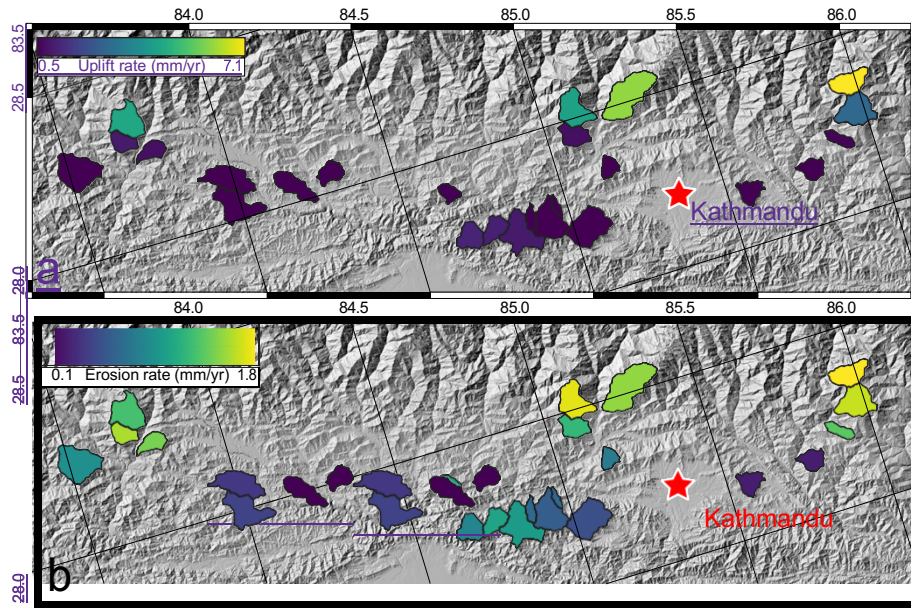 84.0 84.5 85.0 85.5 86.0
83.5
0.5 Uplift rate (mm/yr) 7.1
28.5
Kathmandu
a
28.0
84.0 84.5 85.0 85.5 86.0
83.5
0.1 Erosion rate (mm/yr) 1.8
28.5
Kathmandu
b
28.0